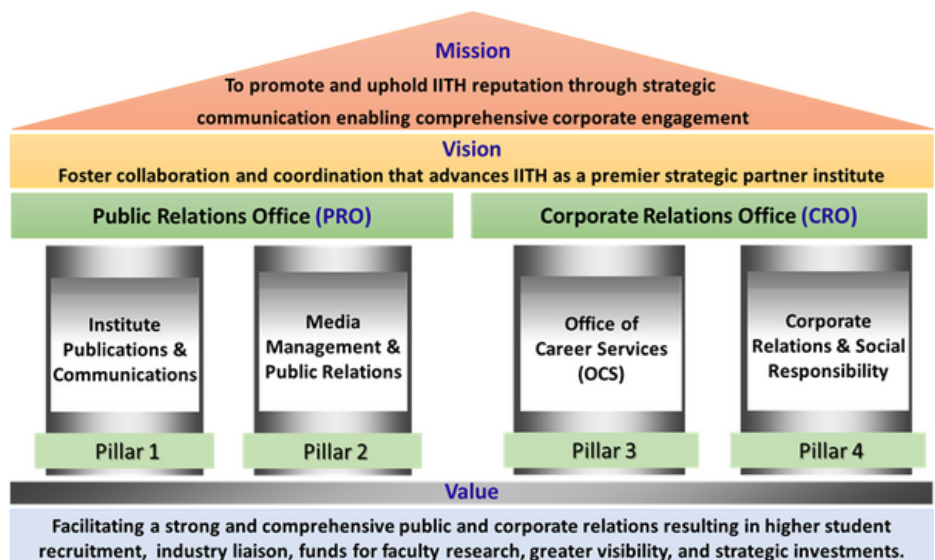 Mission
To promote and uphold IITH reputation through strategic
communication enabling comprehensive corporate engagement
Vision
Foster collaboration and coordination that advances IITH as a premier strategic partner institute
Public Relations Office (PRO)
Corporate Relations Office (CRO)
Institute
Publications &
Communications
Media
Management &
Public Relations
Office of
Career Services
(OCS)
Corporate
Relations & Social
Responsibility
Pillar 1
Pillar 2
Pillar 3
Pillar 4
Value
Facilitating a strong and comprehensive public and corporate relations resulting in higher student
recruitment, industry liaison, funds for faculty research, greater visibility, and strategic investments.